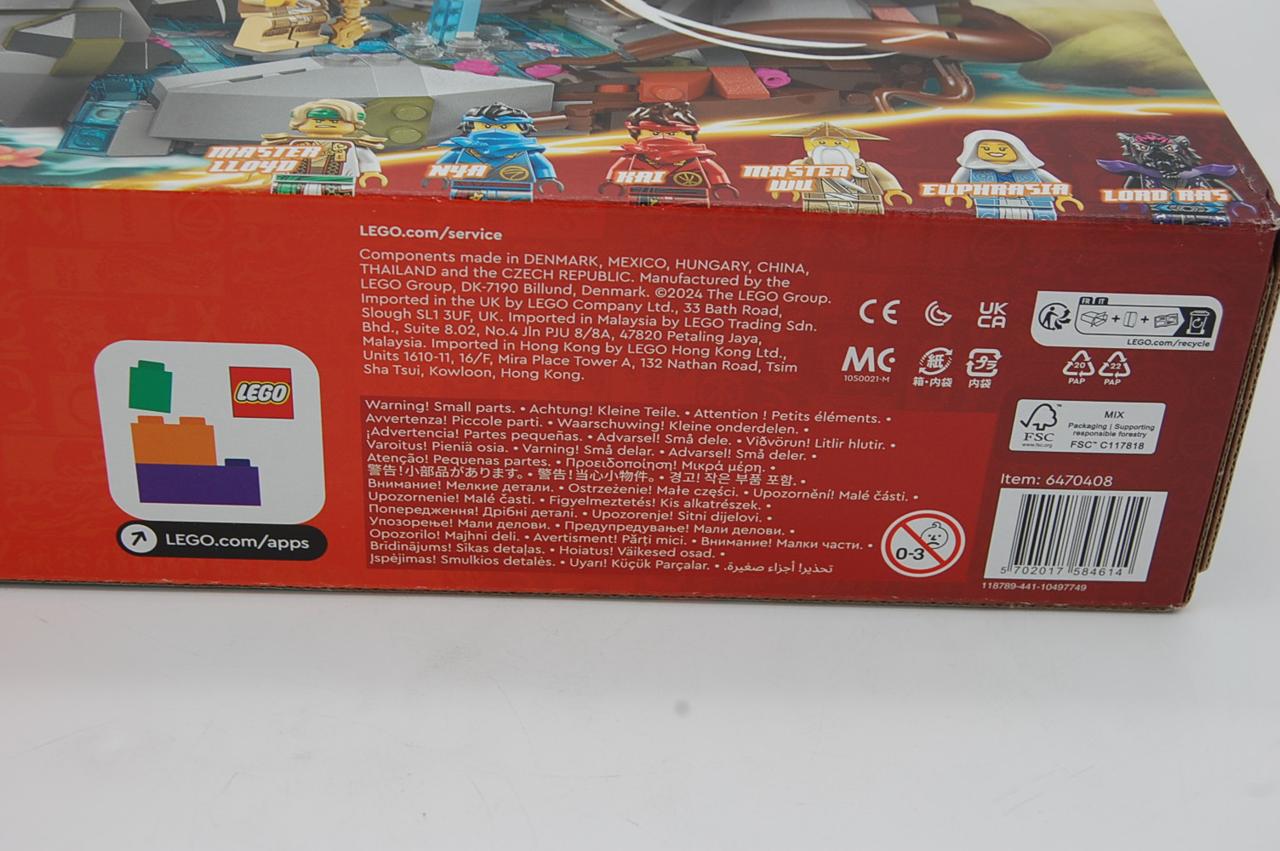 MASTER
LLOYD
NYA
KAI
MASTER
WU
EUPHRASIA
LORD RAS
LEGO.com/service
Components made in DENMARK, MEXICO, HUNGARY, CHINA,
THAILAND and the CZECH REPUBLIC. Manufactured by the
LEGO Group, DK-7190 Billund, Denmark. ©2024 The LEGO Group.
Imported in the UK by LEGO Company Ltd., 33 Bath Road,
Slough SL1 3UF, UK. Imported in Malaysia by LEGO Trading Sdn.
Bhd., Suite 8.02, No.4 Jln PJU 8/8A, 47820 Petaling Jaya,
Malaysia. Imported in Hong Kong by LEGO Hong Kong Ltd.,
Units 1610-11, 16/F, Mira Place Tower A, 132 Nathan Road, Tsim
Sha Tsui, Kowloon, Hong Kong.
CE
UK
CA
FR IT
LEGO.com/recycle
MC
1050021-M
紙
箱・内袋
プラ
内袋
20
PAP
22
PAP
LEGO
LEGO.com/apps
Warning! Small parts. • Achtung! Kleine Teile. • Attention ! Petits éléments. •
Avvertenza! Piccole parti. • Waarschuwing! Kleine onderdelen. •
¡Advertencia! Partes pequeñas. • Advarsel! Små dele. • Viðvörun! Litlir hlutir. •
Varoitus! Pieniä osia. • Varning! Små delar. • Advarsel! Små deler. •
Atenção! Pequenas partes. • Προειδοποίηση! Μικρά μέρη. •
警告!小部品があります。 • 警告!当心小物件。 • 경고! 작은 부품 포함. •
Внимание! Мелкие детали. • Ostrzeżenie! Małe części. • Upozornění! Malé části. •
Upozornenie! Malé časti. • Figyelmeztetés! Kis alkatrészek. •
Попередження! Дрібні деталі. • Upozorenje! Sitni dijelovi. •
Упозорење! Мали делови. • Предупредување! Мали делови. •
Opozorilo! Majhni deli. • Avertisment! Părți mici. • Внимание! Малки части. •
Brīdinājums! Sīkas detaļas. • Hoiatus! Väikesed osad. •
Įspėjimas! Smulkios detalės. • Uyarı! Küçük Parçalar. • تحذير! أجزاء صغيرة.
0-3
FSC
www.fsc.org
MIX
Packaging | Supporting
responsible forestry
FSC™ C117818
Item: 6470408
5 702017 584614
118789-441-10497749